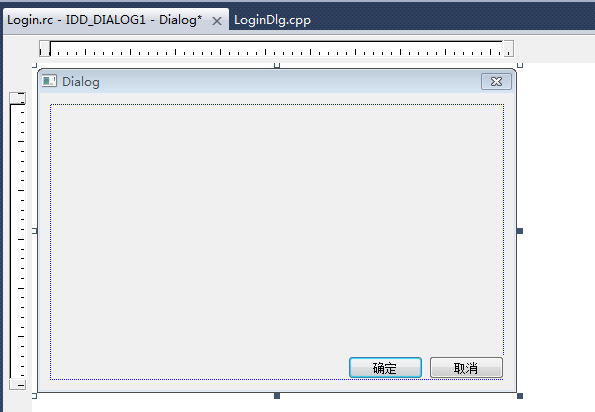 Login.rc - IDD_DIALOG1 - Dialog* LoginDlg.cpp
Dialog
确定 取消